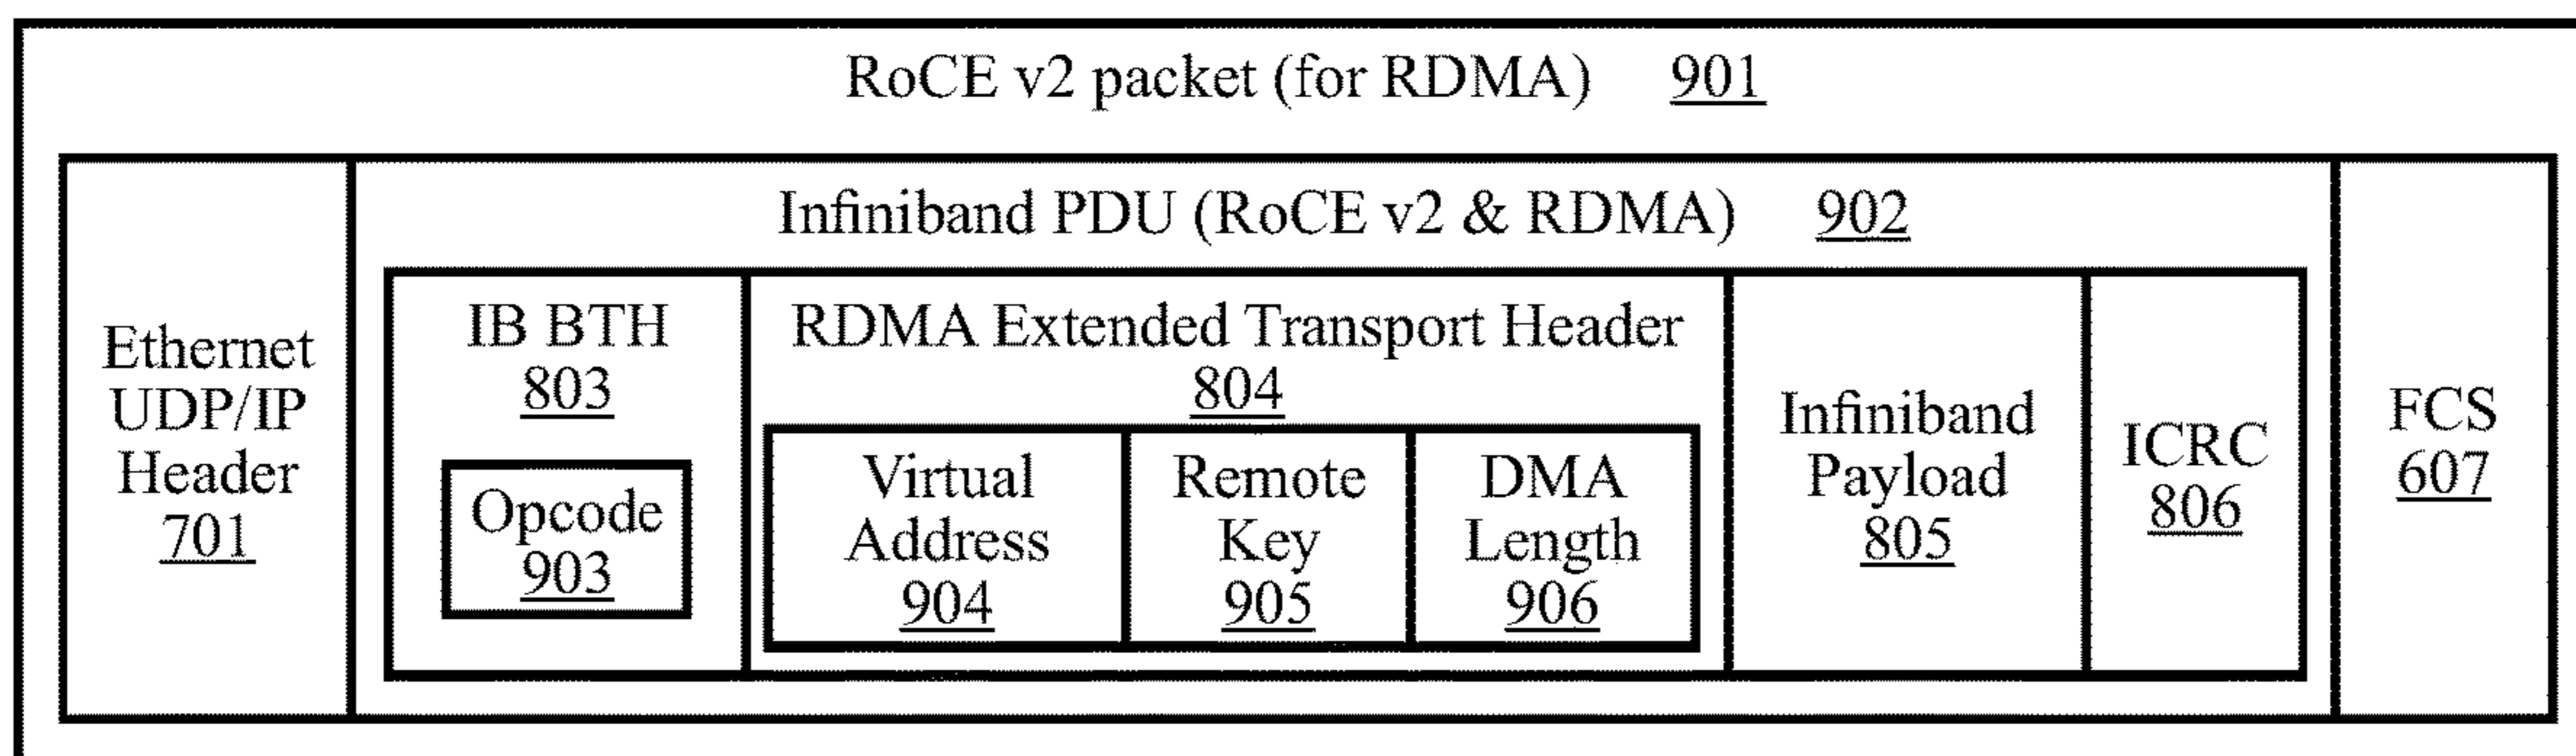 RoCE v2 packet (for RDMA) 901
Infiniband PDU (RoCE v2 & RDMA) 902
Ethernet
UDP/IP
Header
701
IB BTH
803
Opcode
903
RDMA Extended Transport Header
804
Virtual
Address
904
Remote
Key
905
DMA
Length
906
Infiniband
Payload
805
ICRC
806
FCS
607